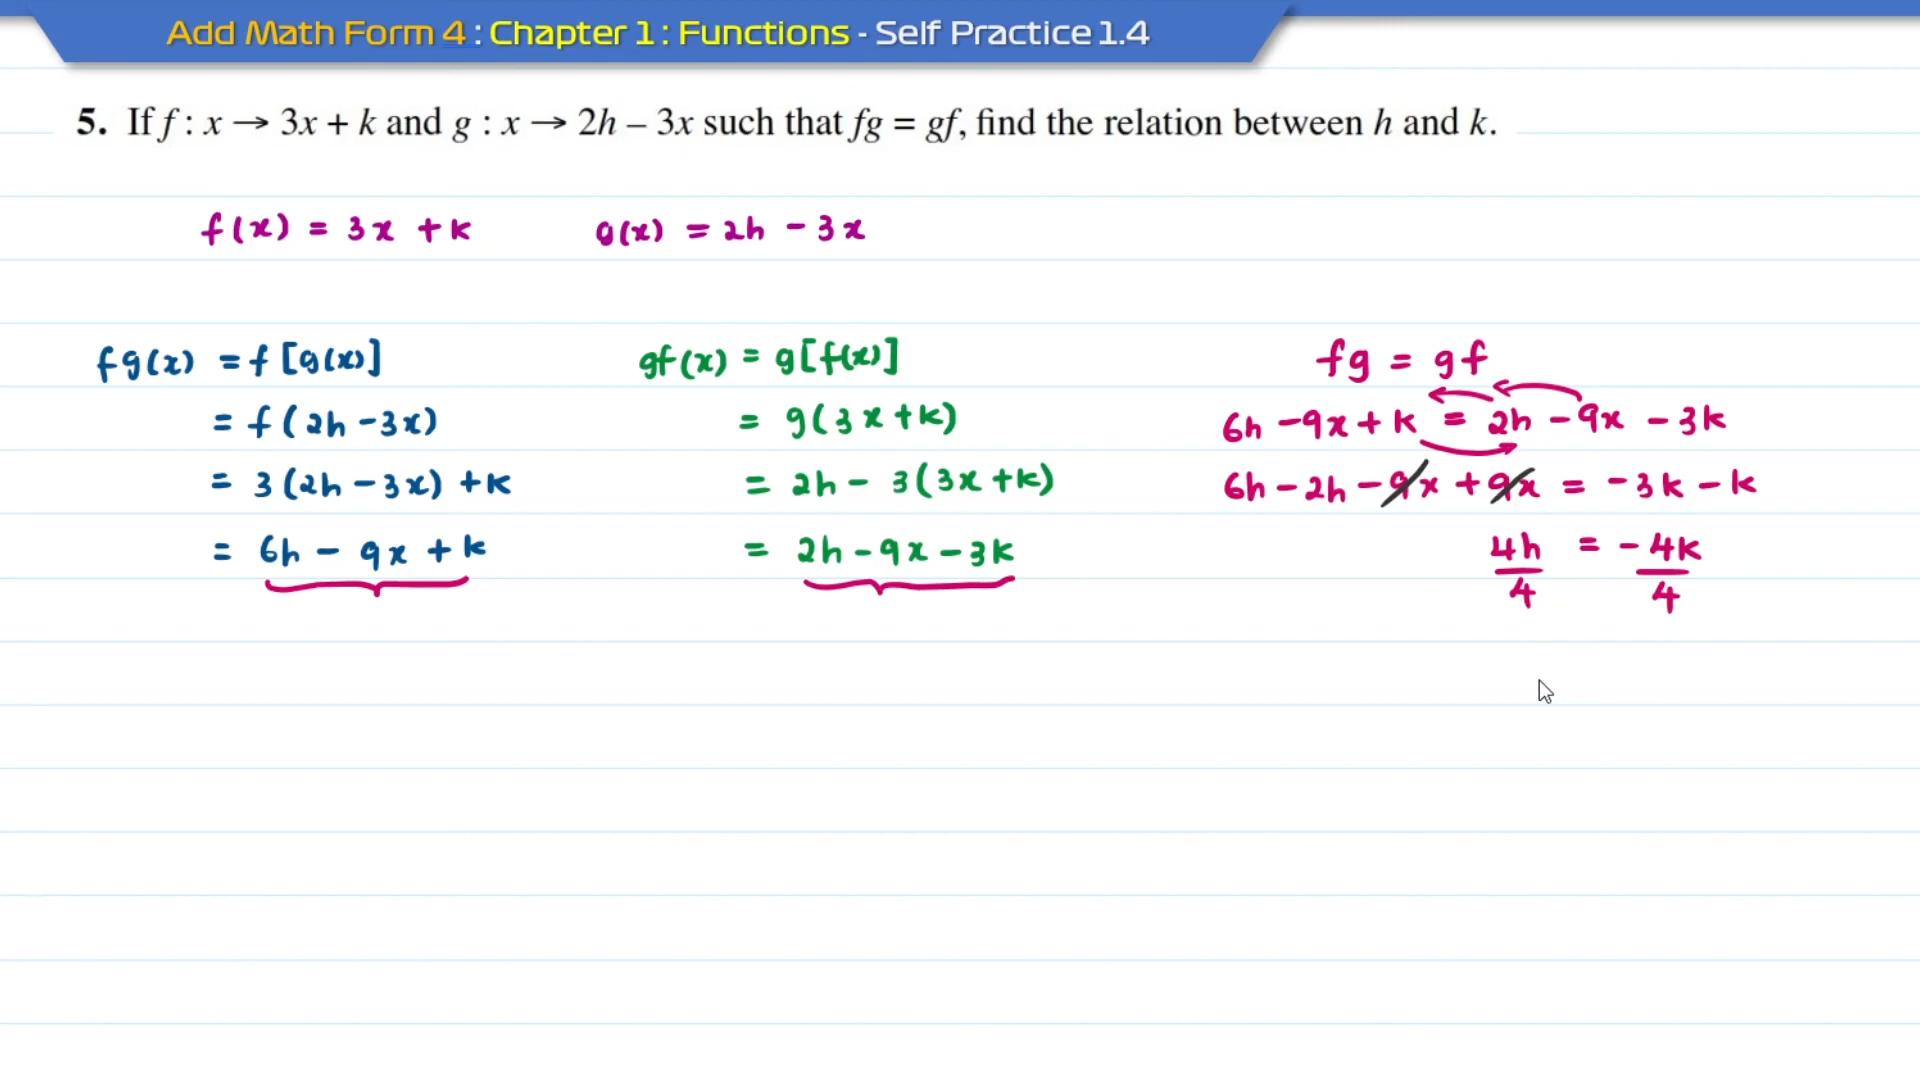 Add Math Form 4 : Chapter 1 : Functions - Self Practice 1.4
5. If f : x → 3x + k and g : x → 2h – 3x such that fg = gf, find the relation between h and k.
f(x) = 3x + k
g(x) = 2h - 3x
fg(x) = f[g(x)]
= f(2h - 3x)
= 3(2h - 3x) + k
= 6h - 9x + k
gf(x) = g[f(x)]
= g(3x + k)
= 2h - 3(3x + k)
= 2h - 9x - 3k
fg = gf
6h - 9x + k = 2h - 9x - 3k
6h - 2h - 9x + 9x = -3k - k
4h = -4k
4 4